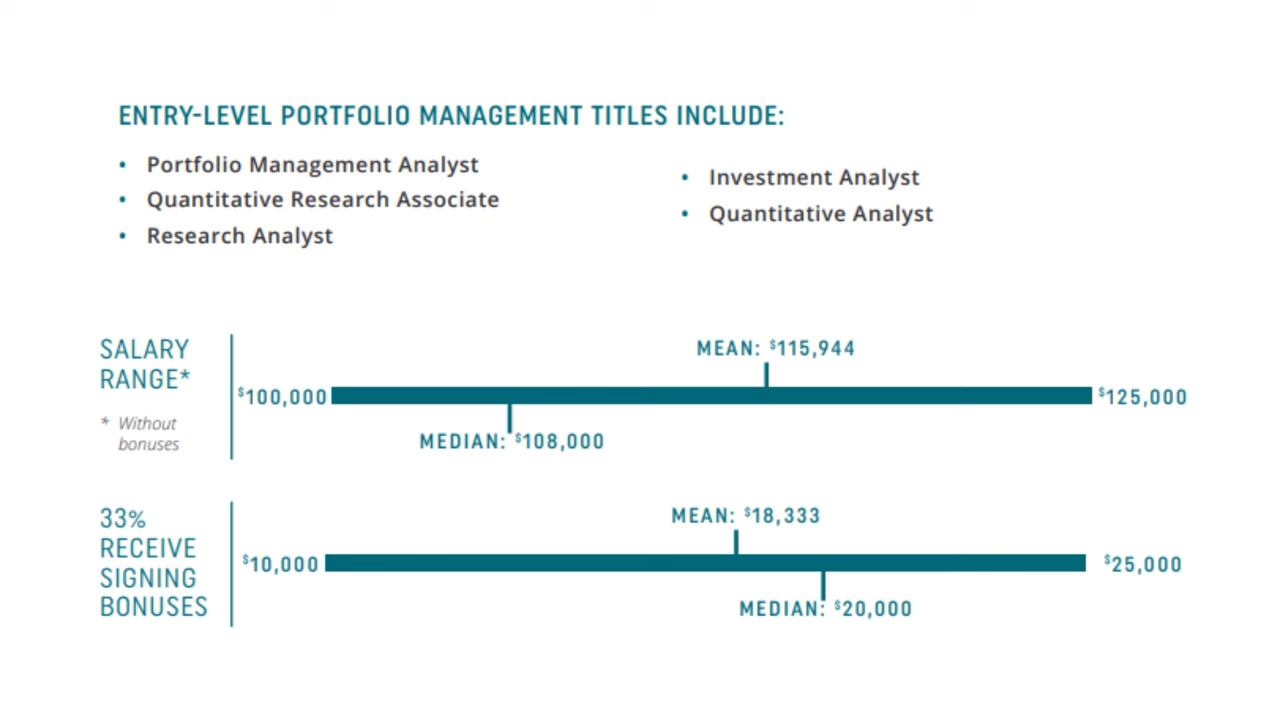 ENTRY-LEVEL PORTFOLIO MANAGEMENT TITLES INCLUDE:
• Portfolio Management Analyst
• Quantitative Research Associate
• Research Analyst
• Investment Analyst
• Quantitative Analyst
SALARY
RANGE*
* Without
bonuses
MEAN: $115,944
$100,000
$125,000
MEDIAN: $108,000
33%
RECEIVE
SIGNING
BONUSES
MEAN: $18,333
$10,000
$25,000
MEDIAN: $20,000